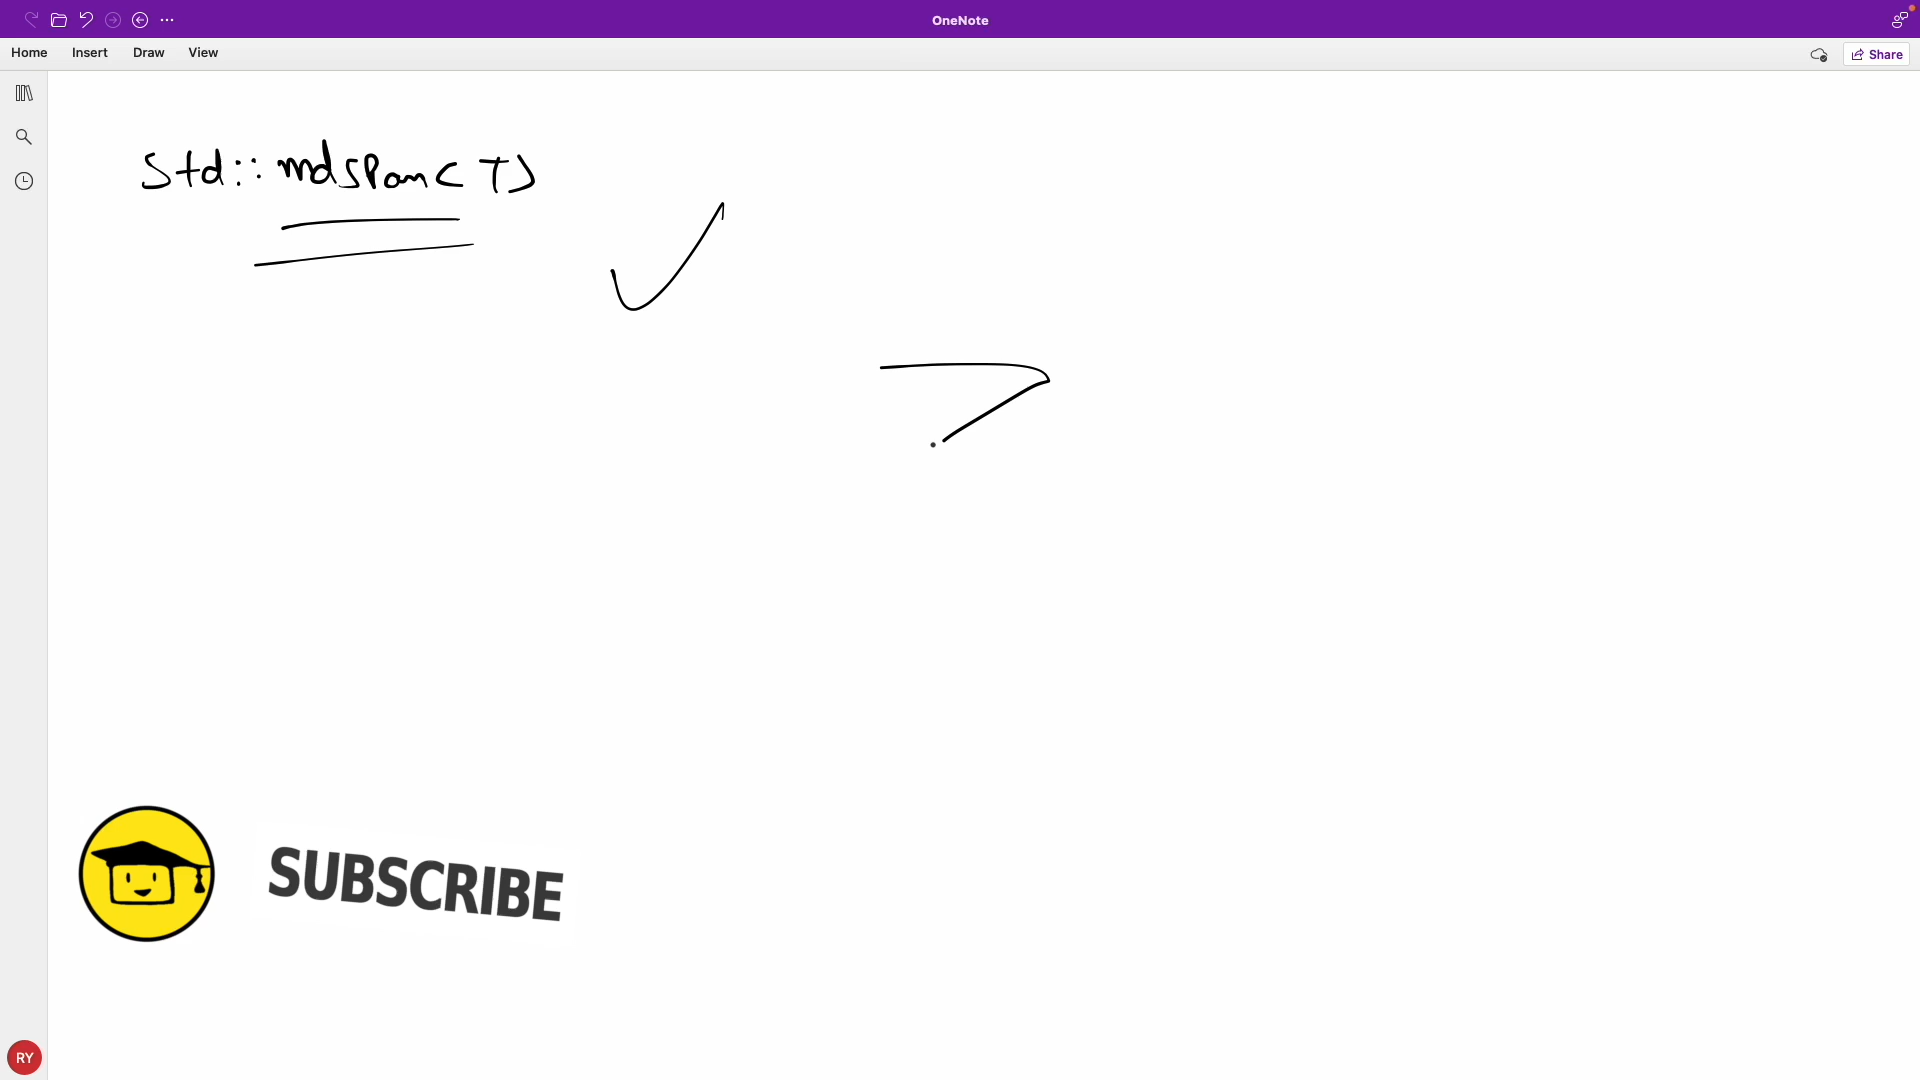 OneNote
Home Insert Draw View
Share
Std::mdspan<T>
SUBSCRIBE
RY